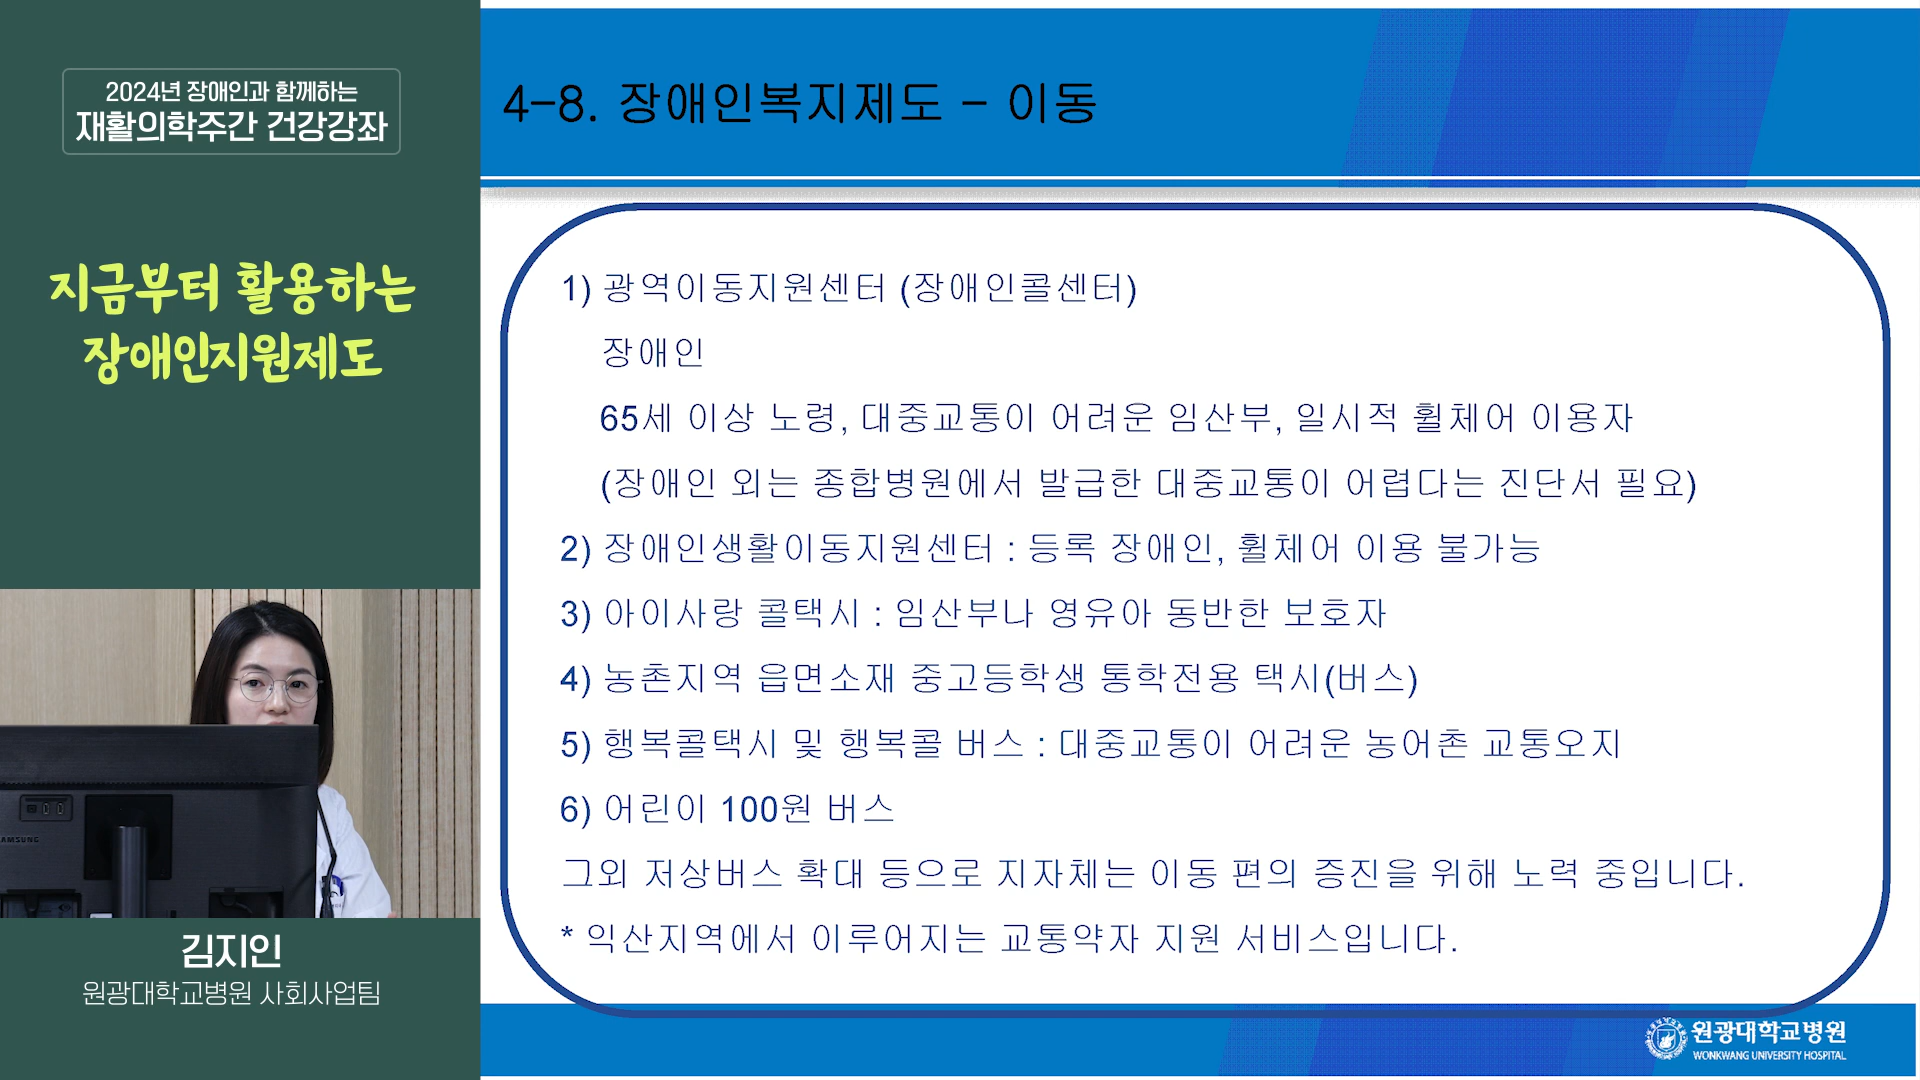 2024년 장애인과 함께하는
재활의학주간 건강강좌
지금부터 활용하는
장애인지원제도
SAMSUNG
김지인
원광대학교병원 사회사업팀
4-8. 장애인복지제도 - 이동
1) 광역이동지원센터 (장애인콜센터)
장애인
65세 이상 노령, 대중교통이 어려운 임산부, 일시적 휠체어 이용자
(장애인 외는 종합병원에서 발급한 대중교통이 어렵다는 진단서 필요)
2) 장애인생활이동지원센터 : 등록 장애인, 휠체어 이용 불가능
3) 아이사랑 콜택시 : 임산부나 영유아 동반한 보호자
4) 농촌지역 읍면소재 중고등학생 통학전용 택시(버스)
5) 행복콜택시 및 행복콜 버스 : 대중교통이 어려운 농어촌 교통오지
6) 어린이 100원 버스
그외 저상버스 확대 등으로 지자체는 이동 편의 증진을 위해 노력 중입니다.
* 익산지역에서 이루어지는 교통약자 지원 서비스입니다.
원광대학교병원
WONKWANG UNIVERSITY HOSPITAL